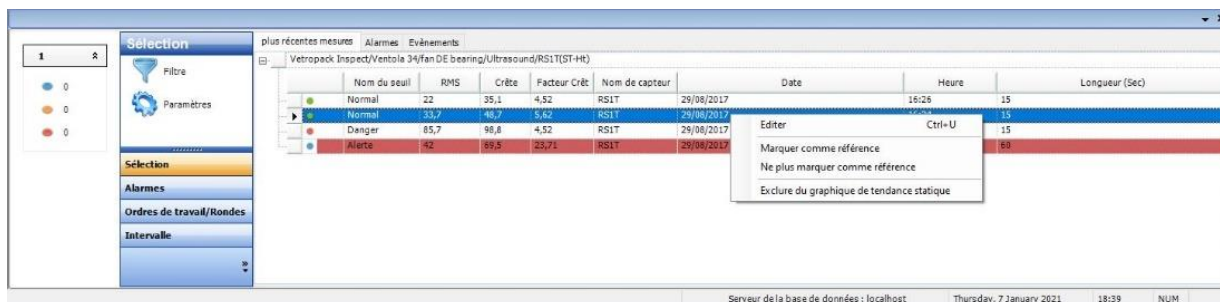 1
0
0
0
Sélection
Filtre
Paramètres
Sélection
Alarmes
Ordres de travail/Rondes
Intervalle
plus récentes mesures Alarmes Evènements
Vetropack Inspect/Ventola 34/fan DE bearing/Ultrasound/RS1T(ST-Ht)
Nom du seuil RMS Crête Facteur Crêt Nom de capteur Date Heure Longueur (Sec)
Normal 22 35,1 4,52 RS1T 29/08/2017 16:26 15
Normal 33,7 48,7 5,62 RS1T 29/08/2017 15
Danger 85,7 98,8 4,52 RS1T 29/08/2017 15
Alerte 42 69,5 23,71 RS1T 29/08/2017 60
Editer Ctrl+U
Marquer comme référence
Ne plus marquer comme référence
Exclure du graphique de tendance statique
Serveur de la base de données : localhost Thursday, 7 January 2021 18:39 NUM